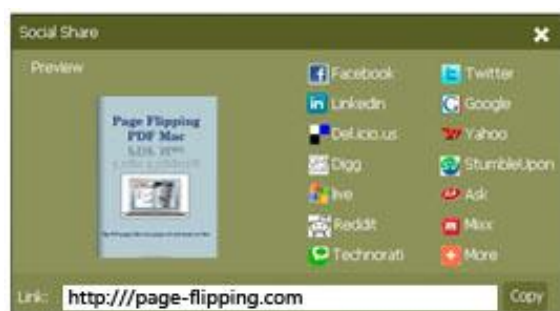 Social Share
Preview
Page Flipping
PDF Mac
Facebook
Twitter
Linkedin
Google
Del.icio.us
Yahoo
Digg
StumbleUpon
live
Ask
Reddit
Mixx
Technorati
More
Link: http:///page-flipping.com
Copy